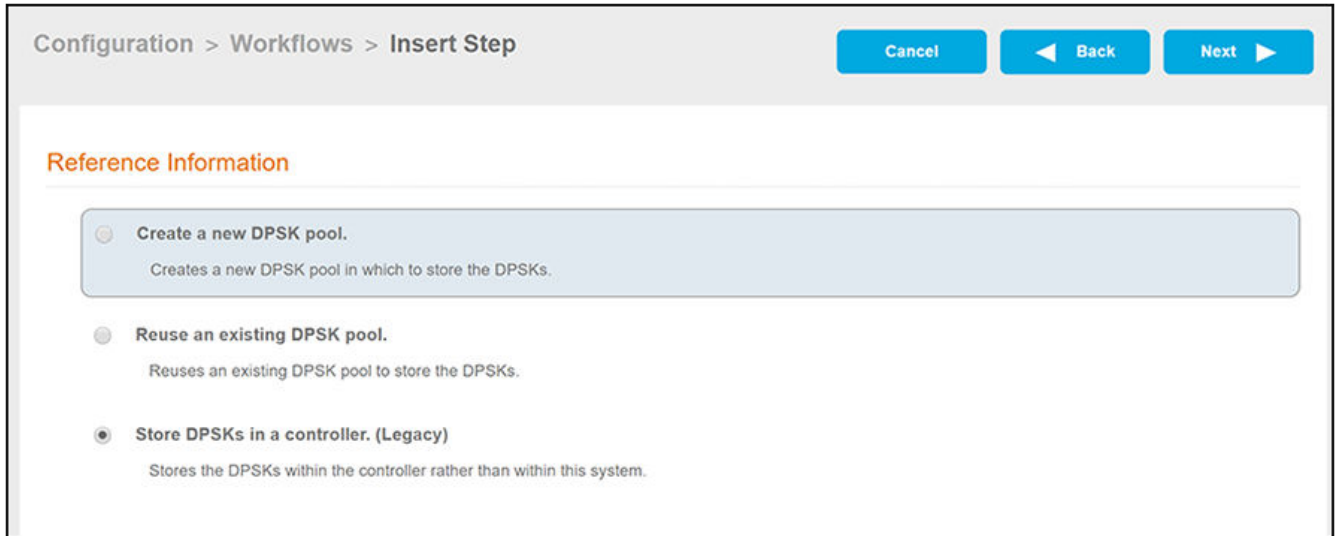 Configuration > Workflows > Insert Step
Cancel
Back
Next
Reference Information
Create a new DPSK pool.
Creates a new DPSK pool in which to store the DPSKs.
Reuse an existing DPSK pool.
Reuses an existing DPSK pool to store the DPSKs.
Store DPSKs in a controller. (Legacy)
Stores the DPSKs within the controller rather than within this system.